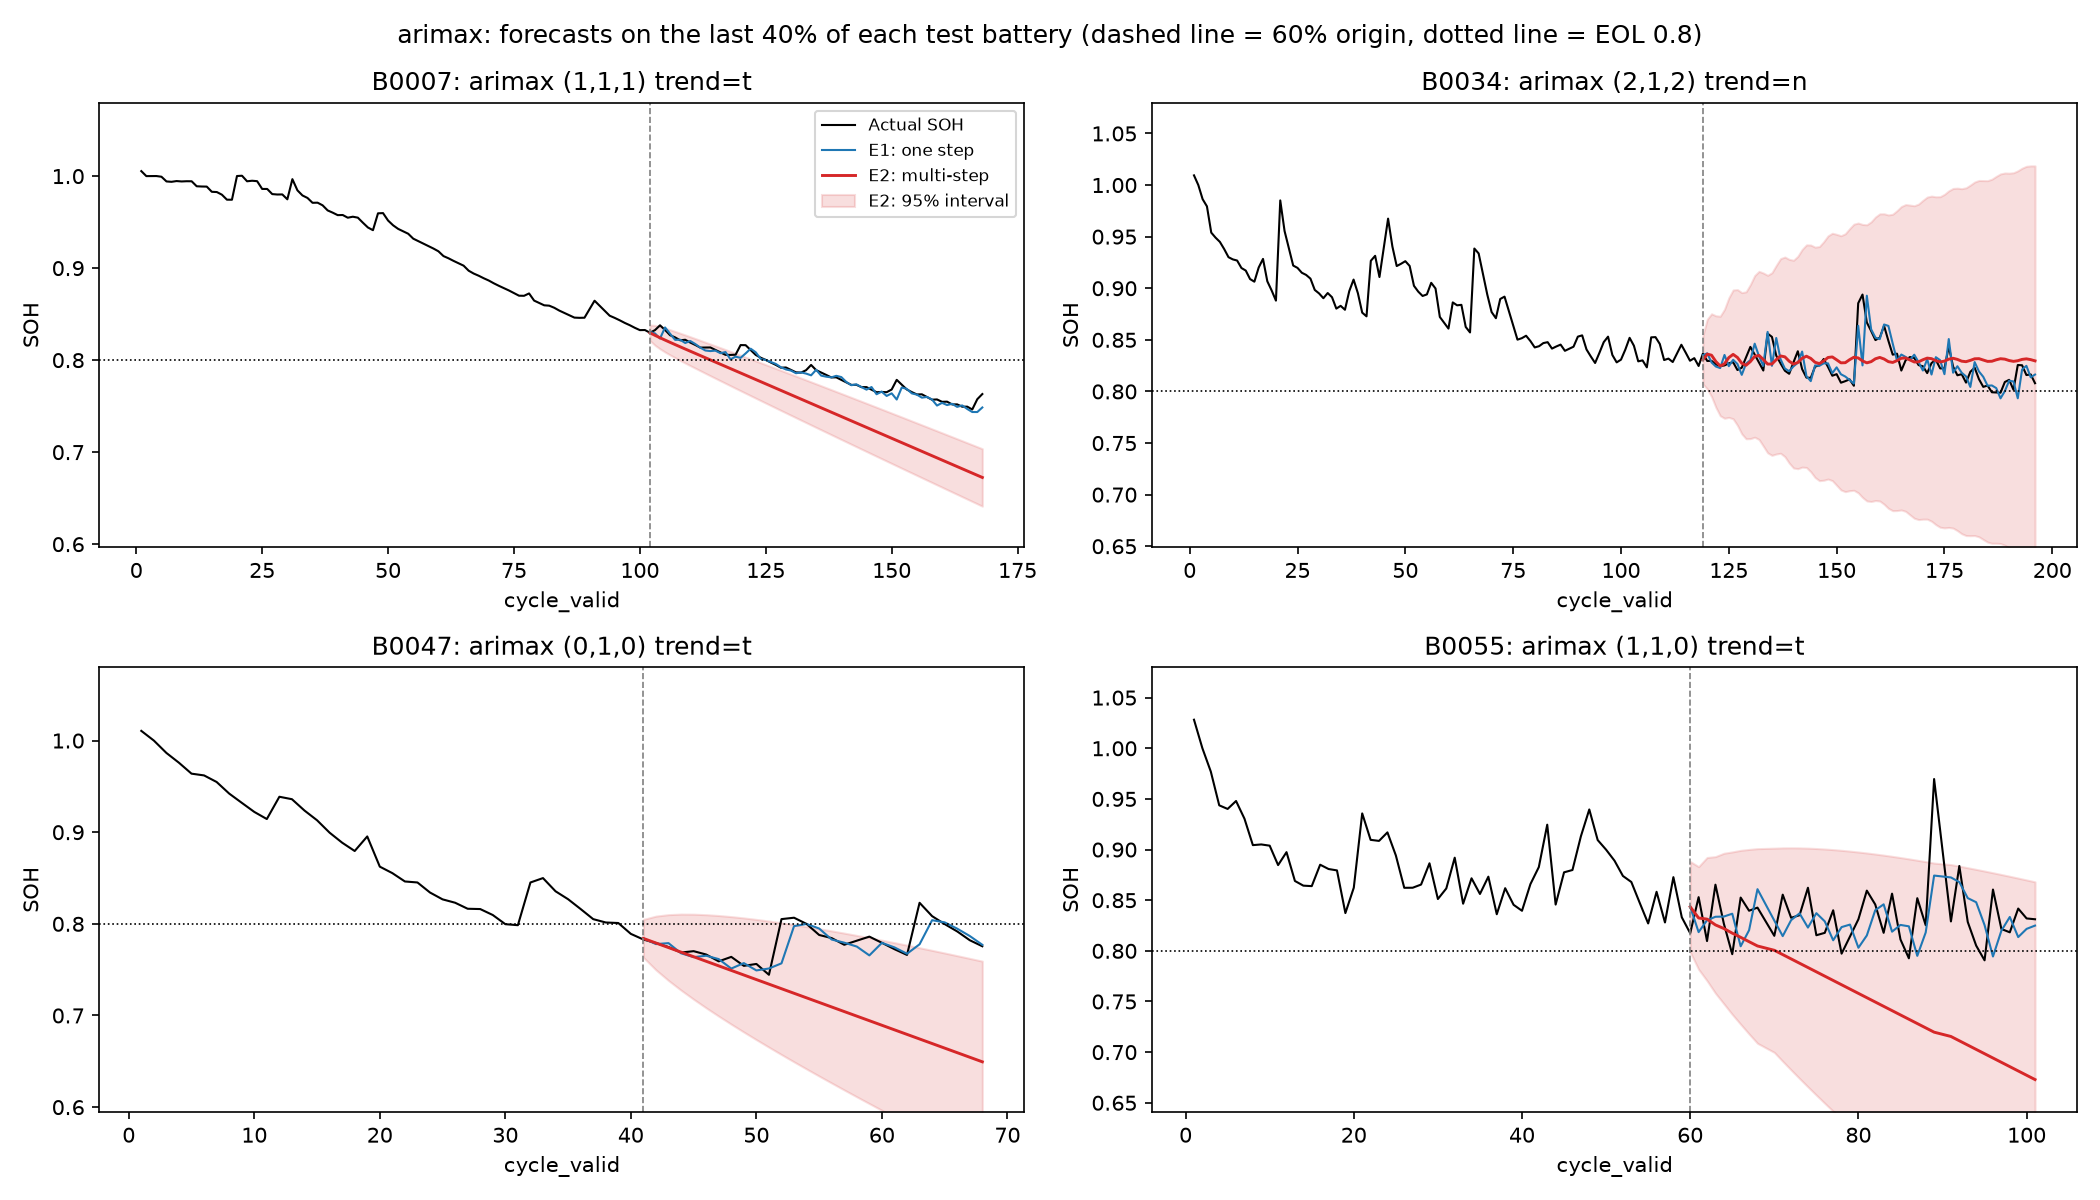 arimax: forecasts on the last 40% of each test battery (dashed line = 60% origin, dotted line = EOL 0.8)
B0007: arimax (1,1,1) trend=t
Actual SOH
E1: one step
E2: multi-step
E2: 95% interval
SOH
1.0
0.9
0.8
0.7
0.6
0 25 50 75 100 125 150 175
cycle_valid
B0034: arimax (2,1,2) trend=n
SOH
1.05
1.00
0.95
0.90
0.85
0.80
0.75
0.70
0.65
0 25 50 75 100 125 150 175 200
cycle_valid
B0047: arimax (0,1,0) trend=t
SOH
1.0
0.9
0.8
0.7
0.6
0 10 20 30 40 50 60 70
cycle_valid
B0055: arimax (1,1,0) trend=t
SOH
1.05
1.00
0.95
0.90
0.85
0.80
0.75
0.70
0.65
0 20 40 60 80 100
cycle_valid